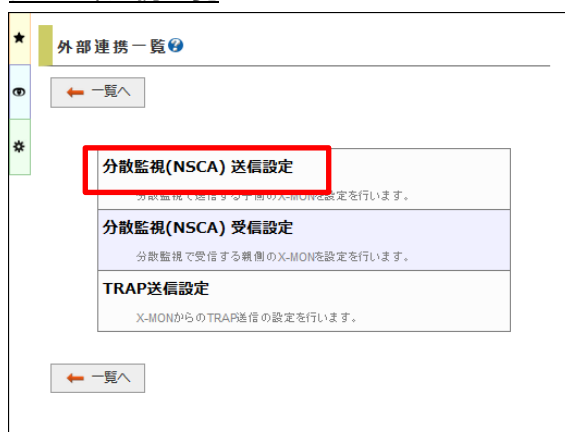 外部連携一覧
一覧へ
分散監視(NSCA) 送信設定
分散監視で送信する子側のX-MONを設定を行います。
分散監視(NSCA) 受信設定
分散監視で受信する親側のX-MONを設定を行います。
TRAP送信設定
X-MONからのTRAP送信の設定を行います。
一覧へ